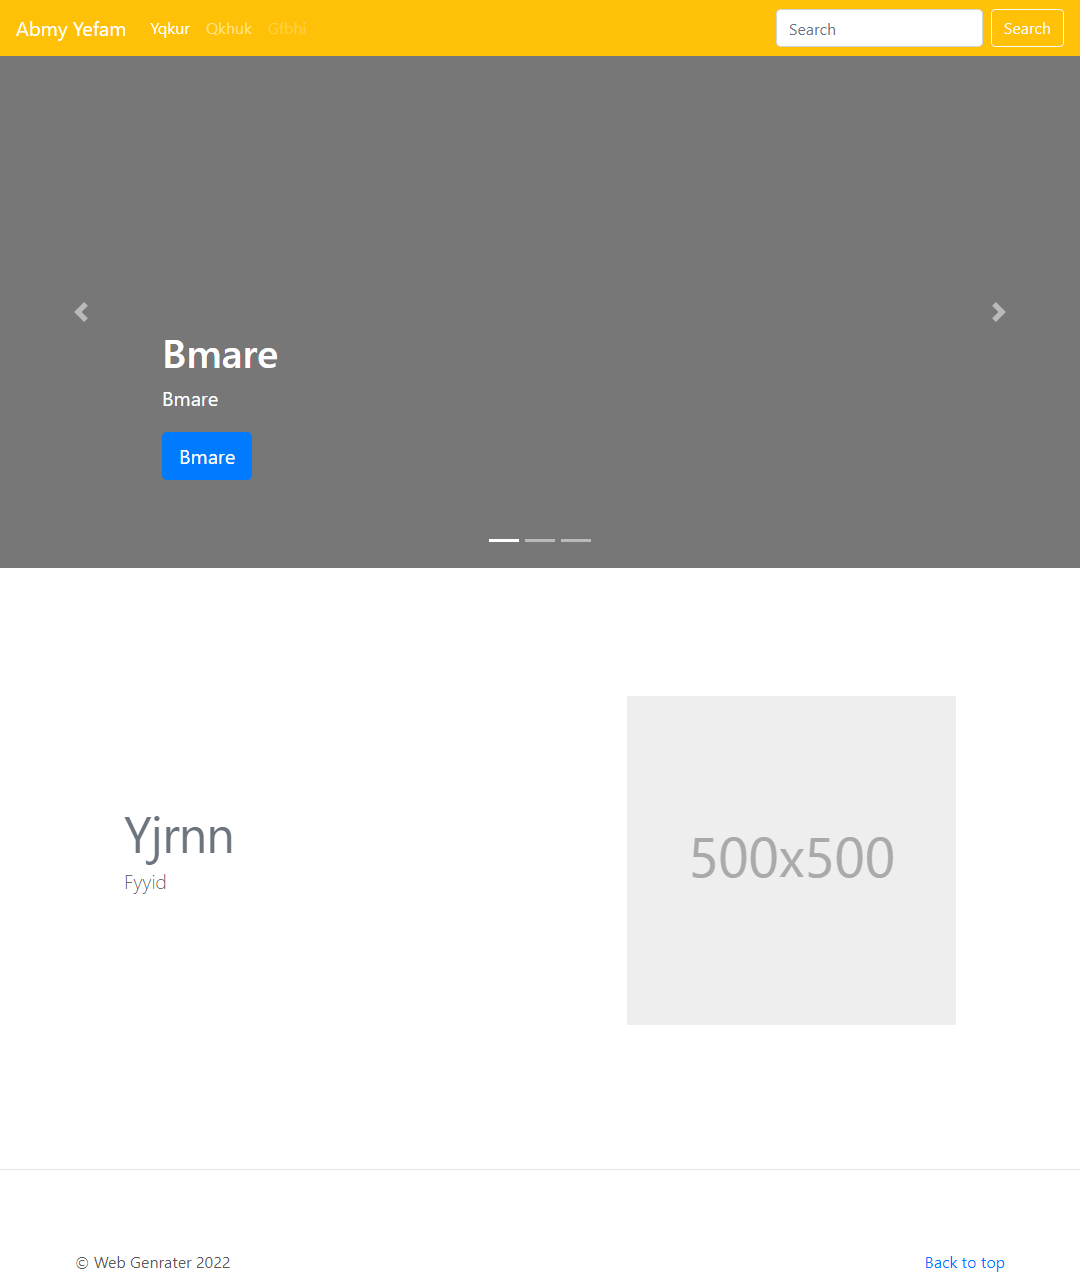 Abmy Yefam Yqkur Qkhuk Gfbhi Search Search
Bmare
Bmare
Bmare
Yjrnn
Fyyid
500x500
© Web Genrater 2022 Back to top